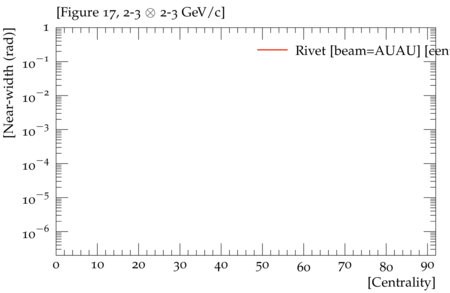 [Figure 17, 2-3 ⊗ 2-3 GeV/c]
Rivet [beam=AUAU] [cen
[Near-width (rad)]
1
10⁻¹
10⁻²
10⁻³
10⁻⁴
10⁻⁵
10⁻⁶
0 10 20 30 40 50 60 70 80 90
[Centrality]